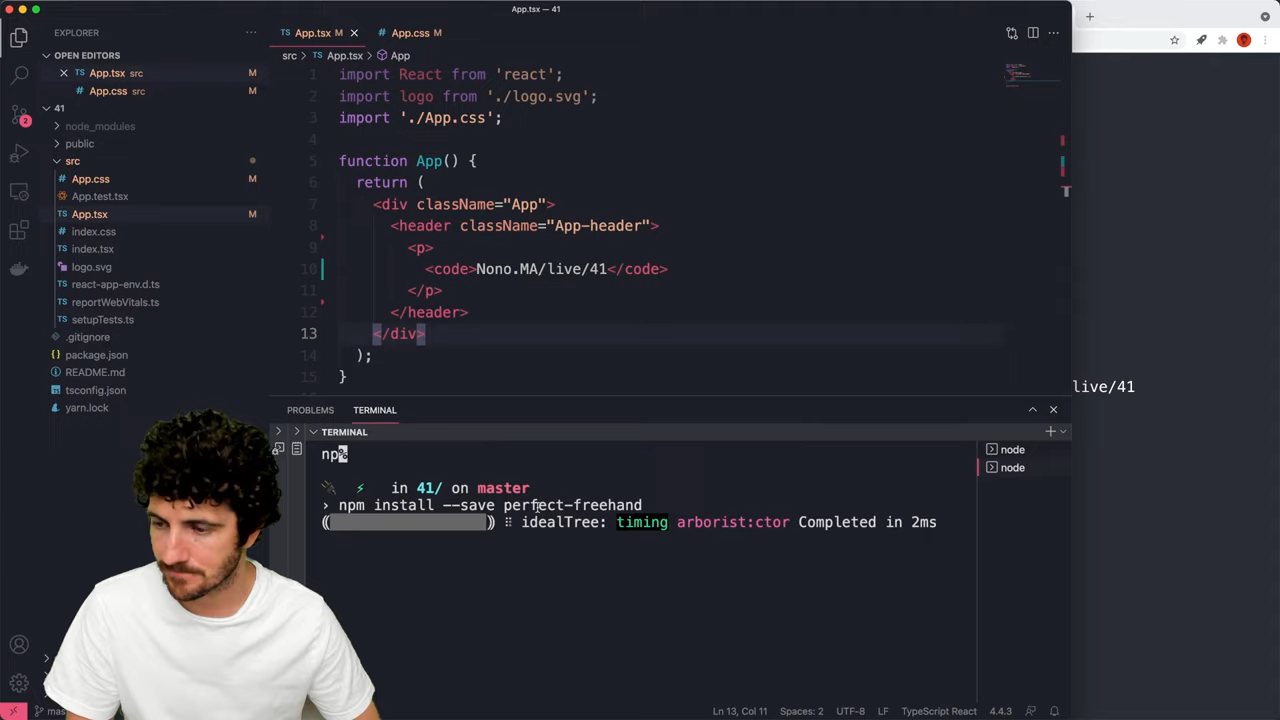 App.tsx — 41
EXPLORER
TS App.tsx M
App.css M
OPEN EDITORS
src > App.tsx > App
App.tsx src M
App.css src M
41
node_modules
public
src
App.css M
App.test.tsx
App.tsx M
index.css
index.tsx
logo.svg
react-app-env.d.ts
reportWebVitals.ts
setupTests.ts
.gitignore
package.json
README.md
tsconfig.json
yarn.lock
2
1 import React from 'react';
2 import logo from './logo.svg';
3 import './App.css';
4
5 function App() {
6 return (
7 <div className="App">
8 <header className="App-header">
9 <p>
10 <code>Nono.MA/live/41</code>
11 </p>
12 </header>
13 </div>
14 );
15 }
live/41
PROBLEMS TERMINAL
TERMINAL
np%
in 41/ on master
› npm install --save perfect-freehand
(( )) ⠿ idealTree: timing arborist:ctor Completed in 2ms
node
node
mas
Ln 13, Col 11 Spaces: 2 UTF-8 LF TypeScript React 4.4.3